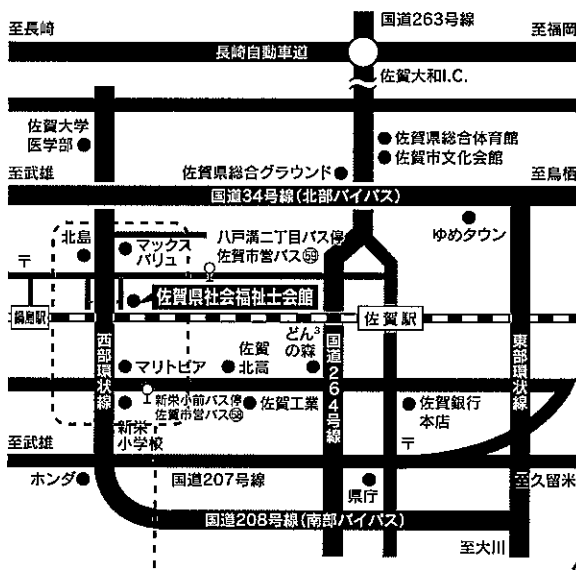 国道263号線
至長崎
至福岡
長崎自動車道
佐賀大和I.C.
佐賀大学
医学部
佐賀県総合体育館
佐賀市文化会館
佐賀県総合グラウンド
至武雄
至鳥栖
国道34号線(北部バイパス)
北島
マックス
バリュ
八戸溝二丁目バス停
佐賀市営バス㊾
ゆめタウン
〒
佐賀県社会福祉士会館
鍋島駅
佐賀駅
西部環状線
国道264号線
東部環状線
どん3
の森
マリトピア
佐賀
北高
新栄小前バス停
佐賀市営バス㊽
佐賀工業
佐賀銀行
本店
新栄
小学校
至武雄
〒
ホンダ
国道207号線
県庁
至久留米
国道208号線(南部バイパス)
至大川